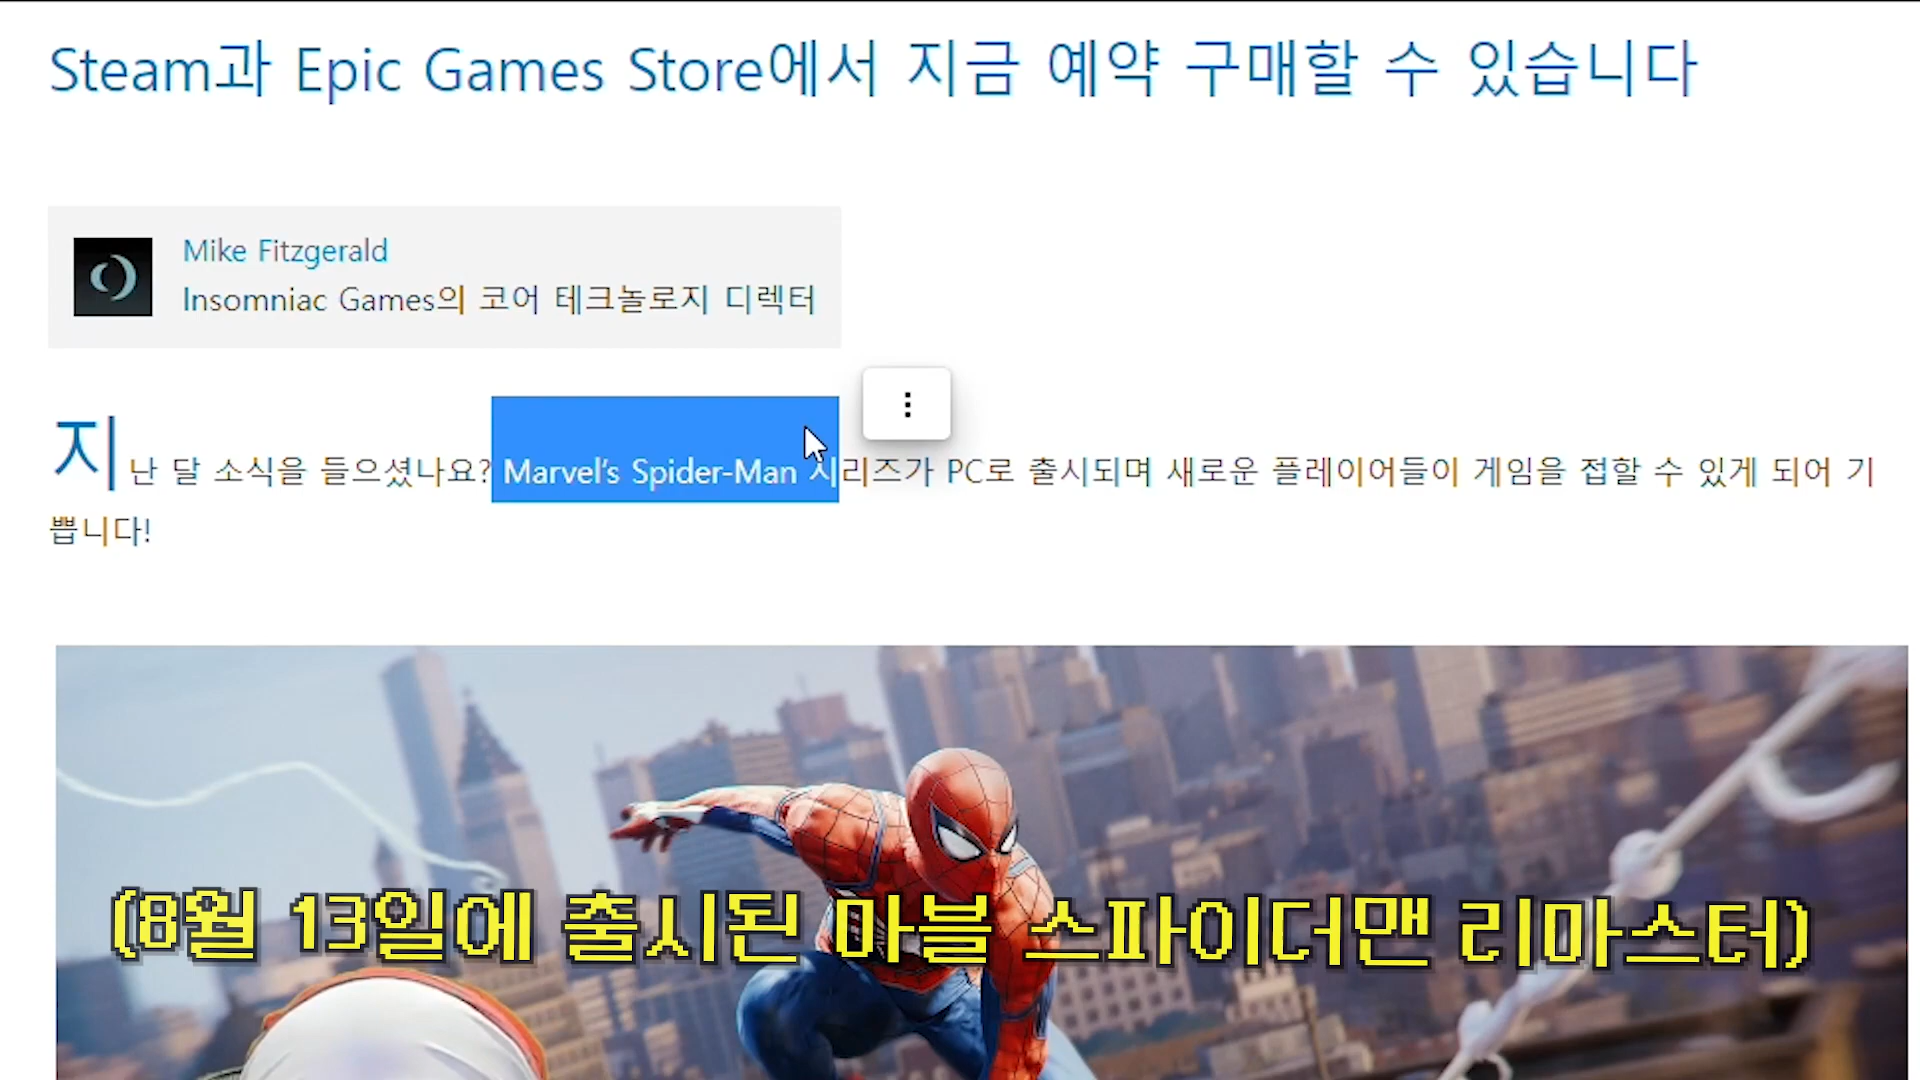 Steam과 Epic Games Store에서 지금 예약 구매할 수 있습니다
Mike Fitzgerald
Insomniac Games의 코어 테크놀로지 디렉터
지난 달 소식을 들으셨나요? Marvel’s Spider-Man 시리즈가 PC로 출시되며 새로운 플레이어들이 게임을 접할 수 있게 되어 기
쁩니다!
(8월 13일에 출시된 마블 스파이더맨 리마스터)